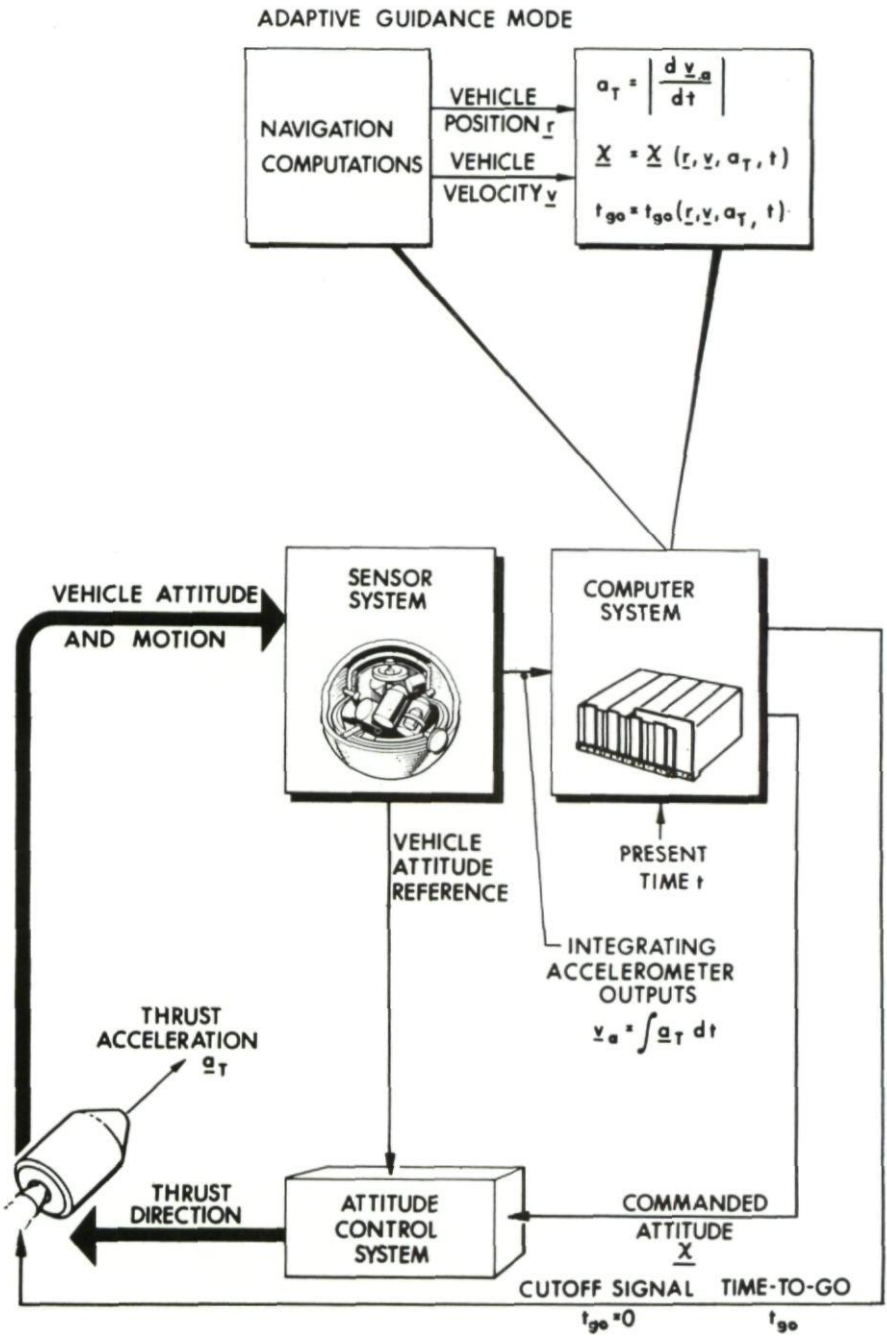 ADAPTIVE GUIDANCE MODE
NAVIGATION
COMPUTATIONS
VEHICLE
POSITION r
VEHICLE
VELOCITY v
a_T = | d v_a / dt |
χ = χ (r, v, a_T, t)
t_go = t_go (r, v, a_T, t)
VEHICLE ATTITUDE
AND MOTION
SENSOR
SYSTEM
COMPUTER
SYSTEM
VEHICLE
ATTITUDE
REFERENCE
PRESENT
TIME t
INTEGRATING
ACCELEROMETER
OUTPUTS
v_a = ∫ a_T dt
THRUST
ACCELERATION
a_T
THRUST
DIRECTION
ATTITUDE
CONTROL
SYSTEM
COMMANDED
ATTITUDE
χ
CUTOFF SIGNAL TIME-TO-GO
t_go = 0 t_go